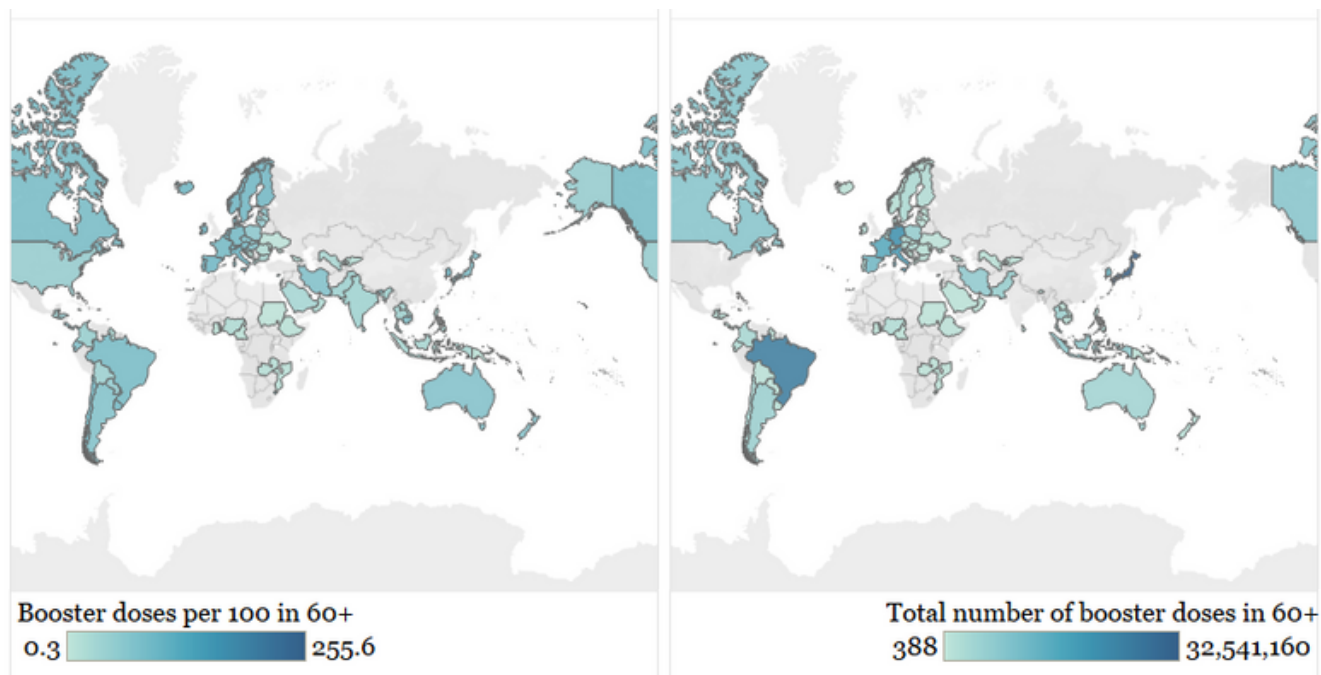 Booster doses per 100 in 60+
0.3 255.6
Total number of booster doses in 60+
388 32,541,160